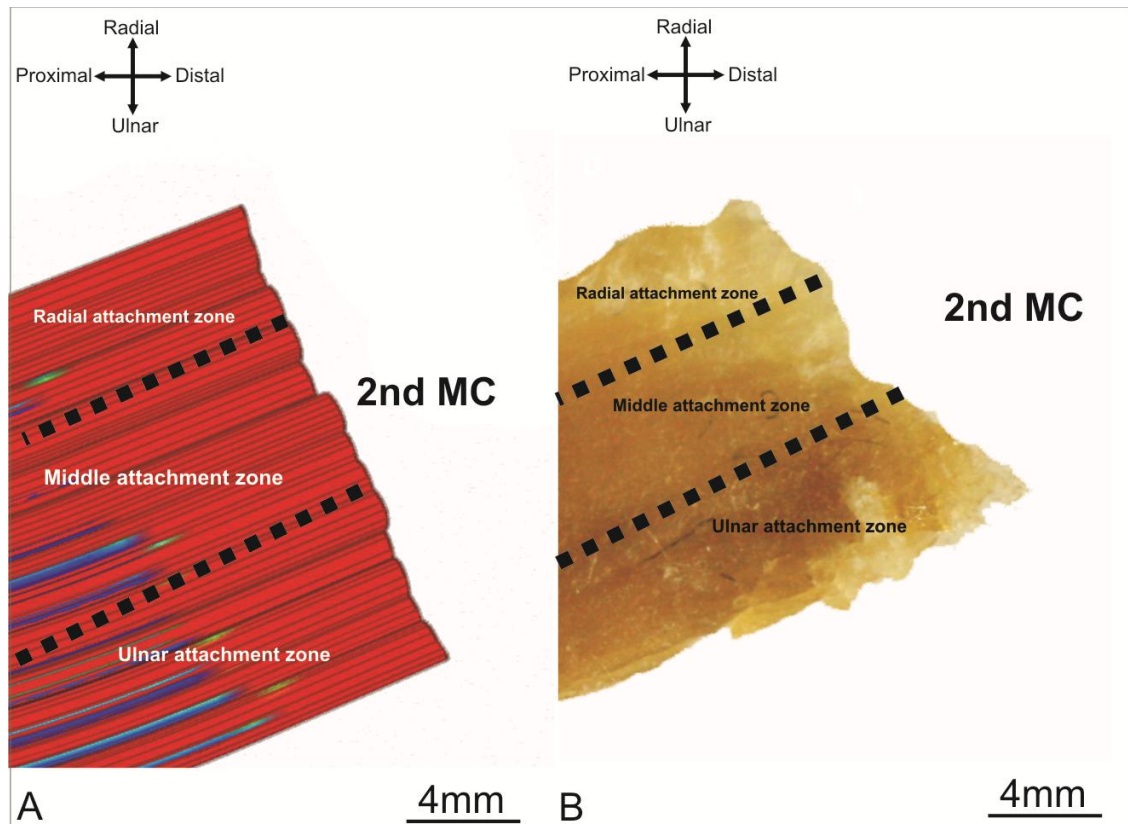 Radial
Proximal
Distal
Ulnar
Radial attachment zone
Middle attachment zone
Ulnar attachment zone
2nd MC
A
4mm
Radial
Proximal
Distal
Ulnar
Radial attachment zone
Middle attachment zone
Ulnar attachment zone
2nd MC
B
4mm